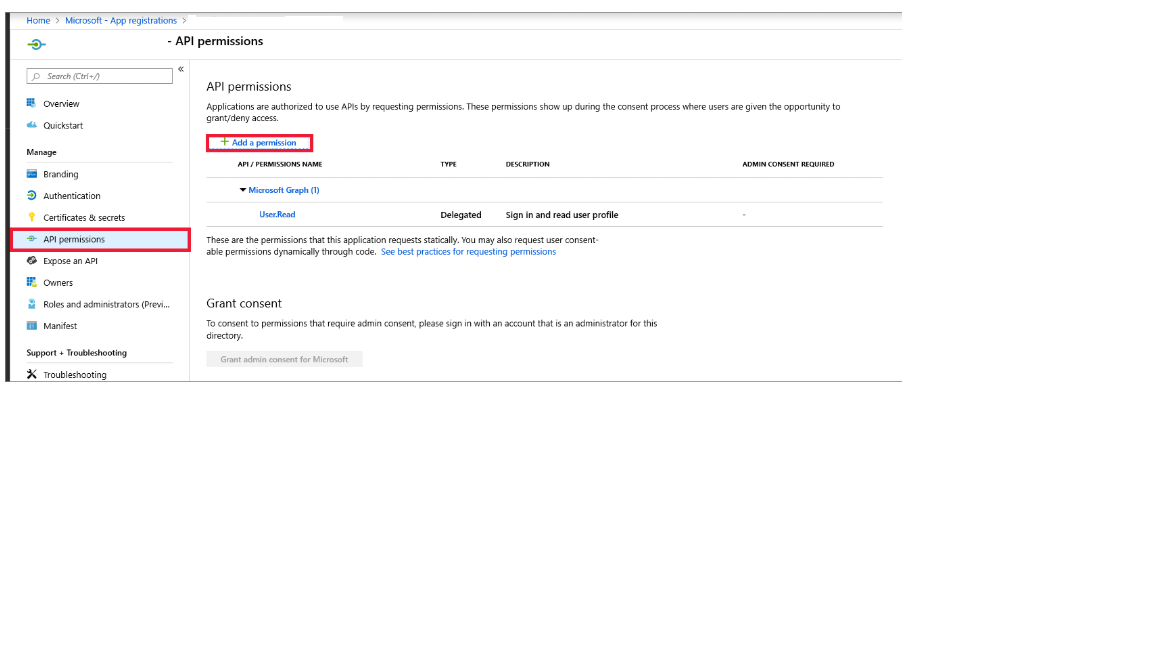 Home > Microsoft - App registrations >
- API permissions
Search (Ctrl+/)
«
Overview
Quickstart
Manage
Branding
Authentication
Certificates & secrets
API permissions
Expose an API
Owners
Roles and administrators (Previ...
Manifest
Support + Troubleshooting
Troubleshooting
API permissions
Applications are authorized to use APIs by requesting permissions. These permissions show up during the consent process where users are given the opportunity to
grant/deny access.
+ Add a permission
API / PERMISSIONS NAME TYPE DESCRIPTION ADMIN CONSENT REQUIRED
Microsoft Graph (1)
User.Read Delegated Sign in and read user profile -
These are the permissions that this application requests statically. You may also request user consent-
able permissions dynamically through code. See best practices for requesting permissions
Grant consent
To consent to permissions that require admin consent, please sign in with an account that is an administrator for this
directory.
Grant admin consent for Microsoft